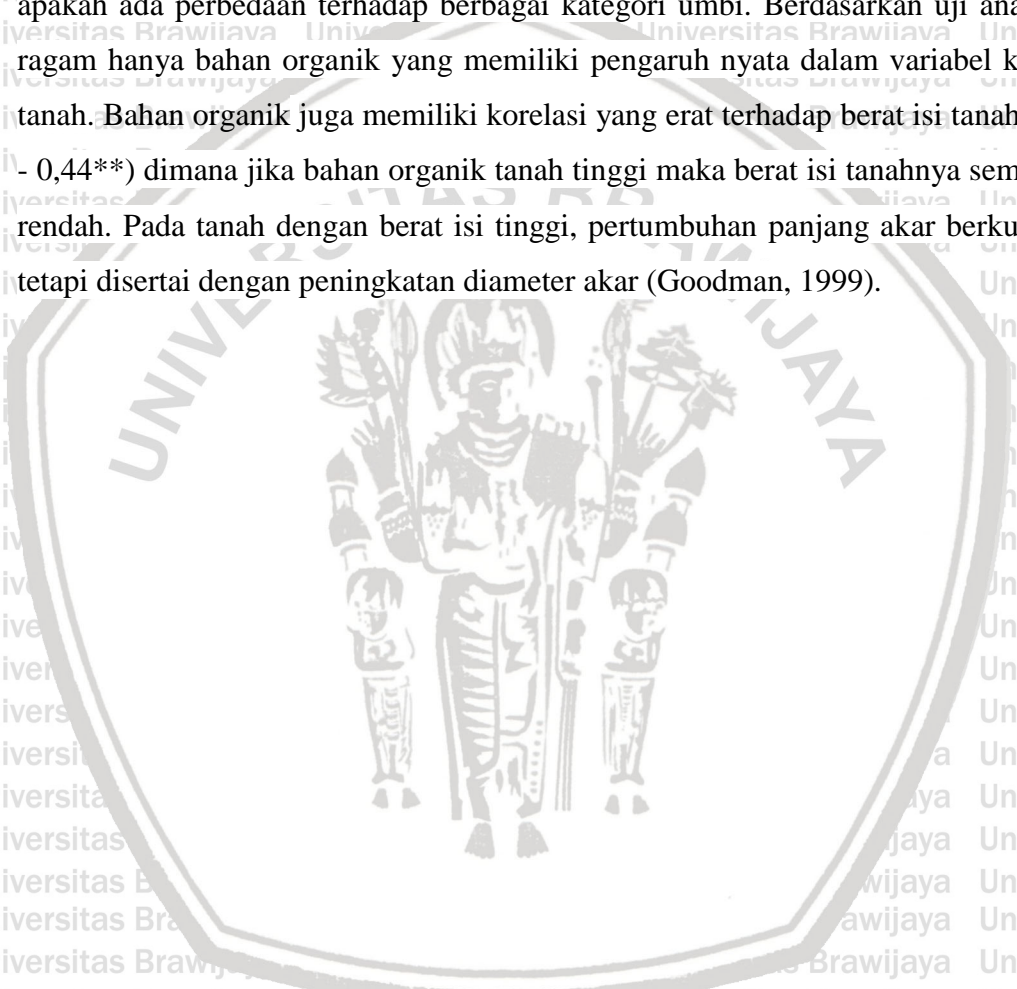 apakah ada perbedaan terhadap berbagai kategori umbi. Berdasarkan uji
ragam hanya bahan organik yang memiliki pengaruh nyata dalam variabel
tanah. Bahan organik juga memiliki korelasi yang erat terhadap berat isi tanah
- 0,44**) dimana jika bahan organik tanah tinggi maka berat isi tanahnya
rendah. Pada tanah dengan berat isi tinggi, pertumbuhan panjang akar
tetapi disertai dengan peningkatan diameter akar (Goodman, 1999).
UNIVERSITAS BRAWIJAYA